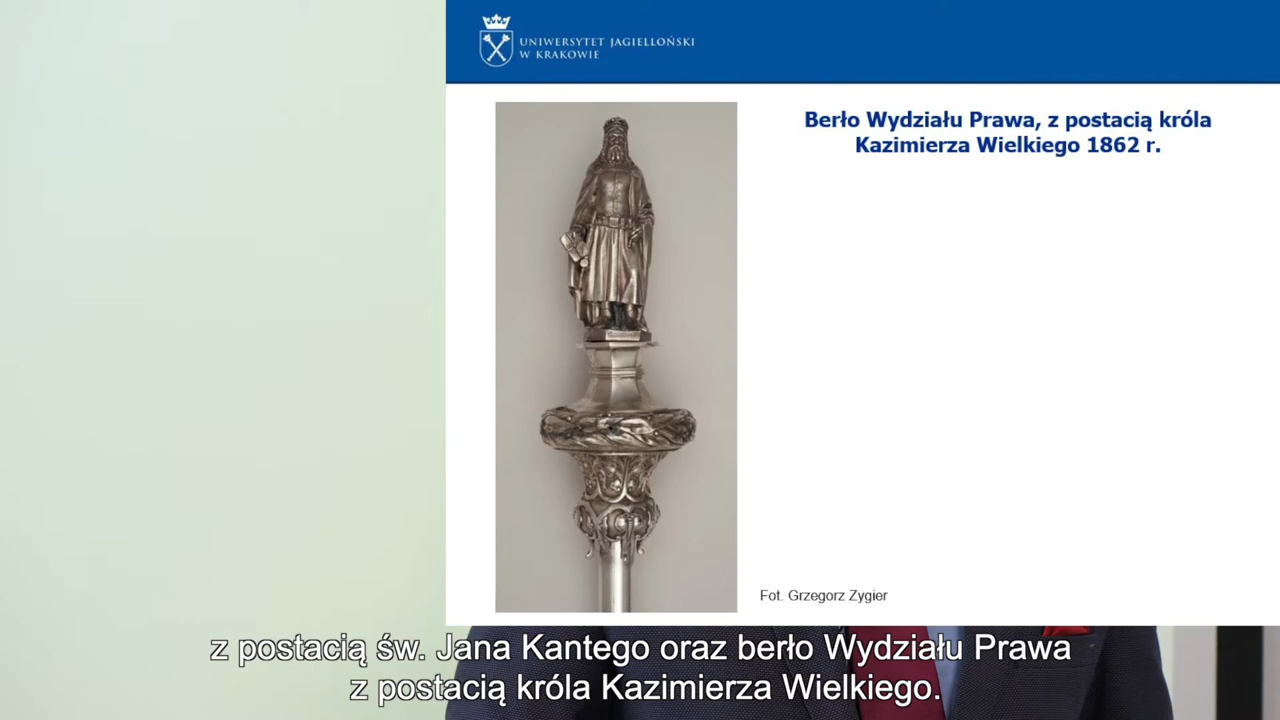 UNIWERSYTET JAGIELLOŃSKI
W KRAKOWIE
Berło Wydziału Prawa, z postacią króla
Kazimierza Wielkiego 1862 r.
Fot. Grzegorz Zygier
z postacią św. Jana Kantego oraz berło Wydziału Prawa
z postacią króla Kazimierza Wielkiego.